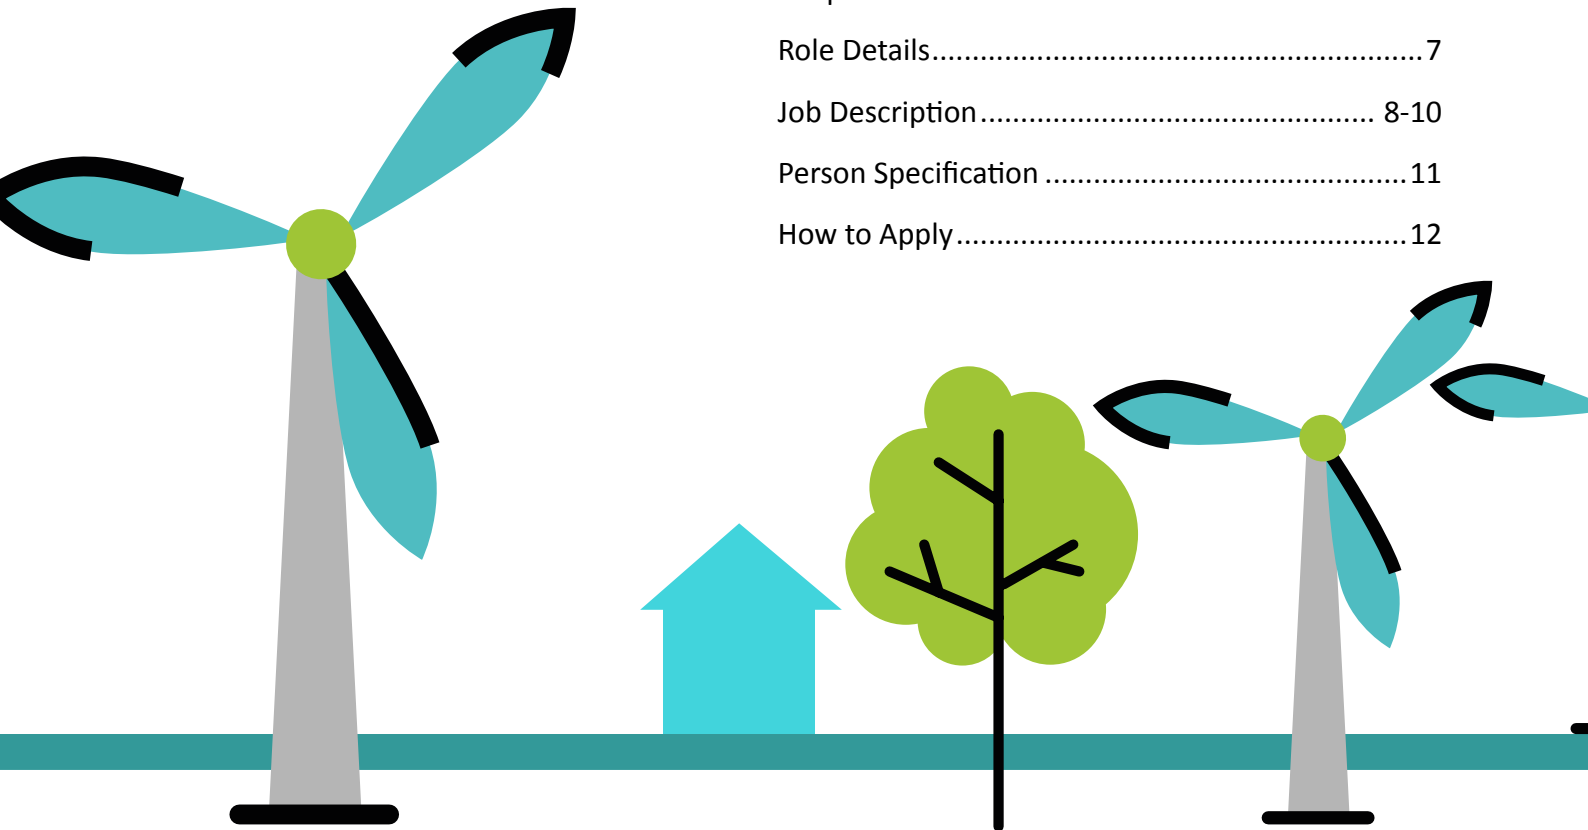 Role Details............................................................7
Job Description................................................ 8-10
Person Specification ............................................11
How to Apply.......................................................12